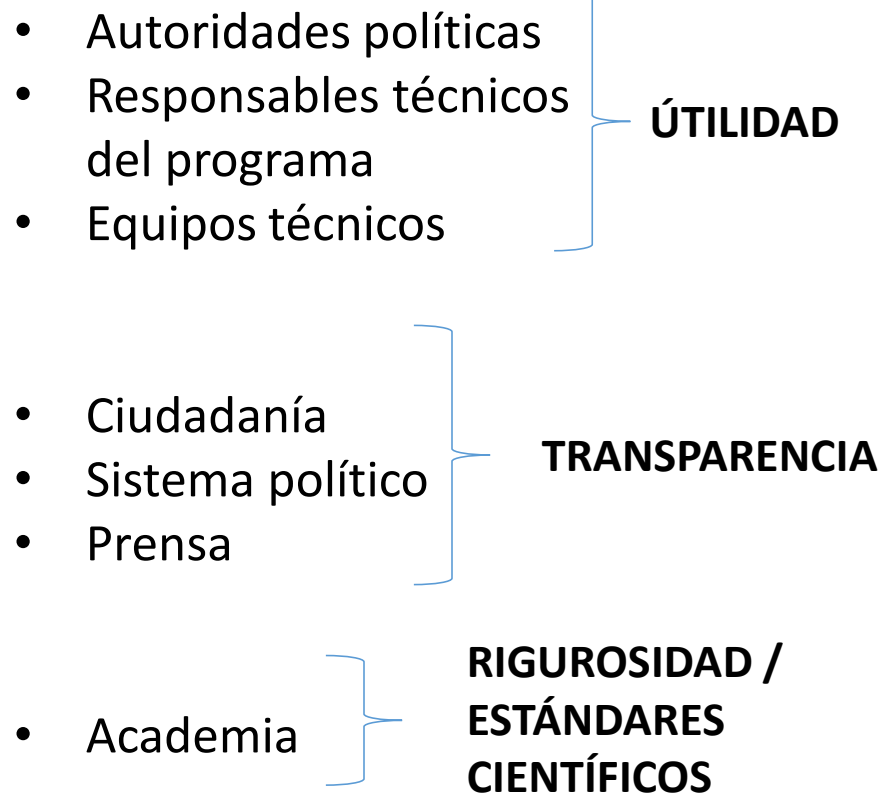 • Autoridades políticas
• Responsables técnicos
del programa
• Equipos técnicos
ÚTILIDAD
• Ciudadanía
• Sistema político
• Prensa
TRANSPARENCIA
• Academia
RIGUROSIDAD /
ESTÁNDARES
CIENTÍFICOS